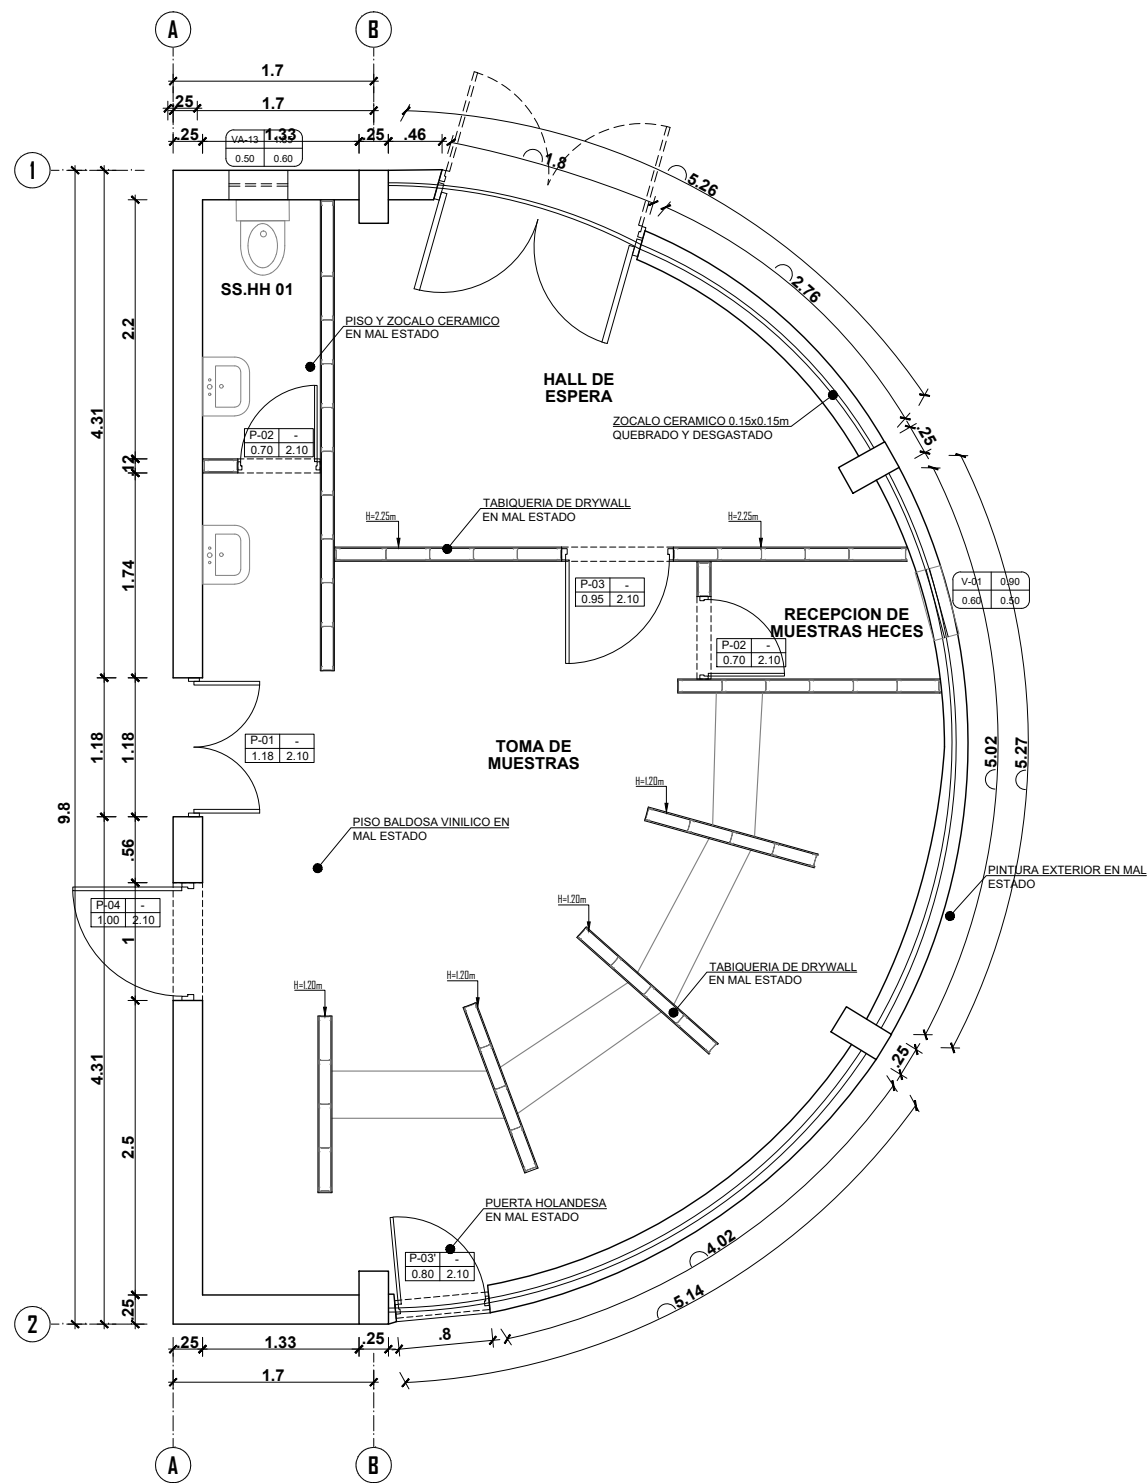 A
B
1.7
.25
1.7
.25
1.33
.25
.46
1.8
5.26
VA-13
0.50
0.60
1
SS.HH 01
2.76
2.2
PISO Y ZOCALO CERAMICO
EN MAL ESTADO
HALL DE
ESPERA
ZOCALO CERAMICO 0.15x0.15m
QUEBRADO Y DESGASTADO
4.31
P-02
-
0.70
2.10
.25
.12
TABIQUERIA DE DRYWALL
EN MAL ESTADO
H=2.25m
H=2.25m
1.74
P-03
-
0.95
2.10
V-01
0.90
0.60
0.50
RECEPCION DE
MUESTRAS HECES
P-02
-
0.70
2.10
1.18
1.18
P-01
-
1.18
2.10
TOMA DE
MUESTRAS
5.02
5.27
H=1.20m
9.8
PISO BALDOSA VINILICO EN
MAL ESTADO
.56
PINTURA EXTERIOR EN MAL
ESTADO
P-04
-
1.00
2.10
1
H=1.20m
TABIQUERIA DE DRYWALL
EN MAL ESTADO
H=1.20m
H=1.20m
4.31
.25
2.5
PUERTA HOLANDESA
EN MAL ESTADO
P-03'
-
0.80
2.10
4.02
5.14
.25
2
.25
1.33
.25
.8
1.7
A
B